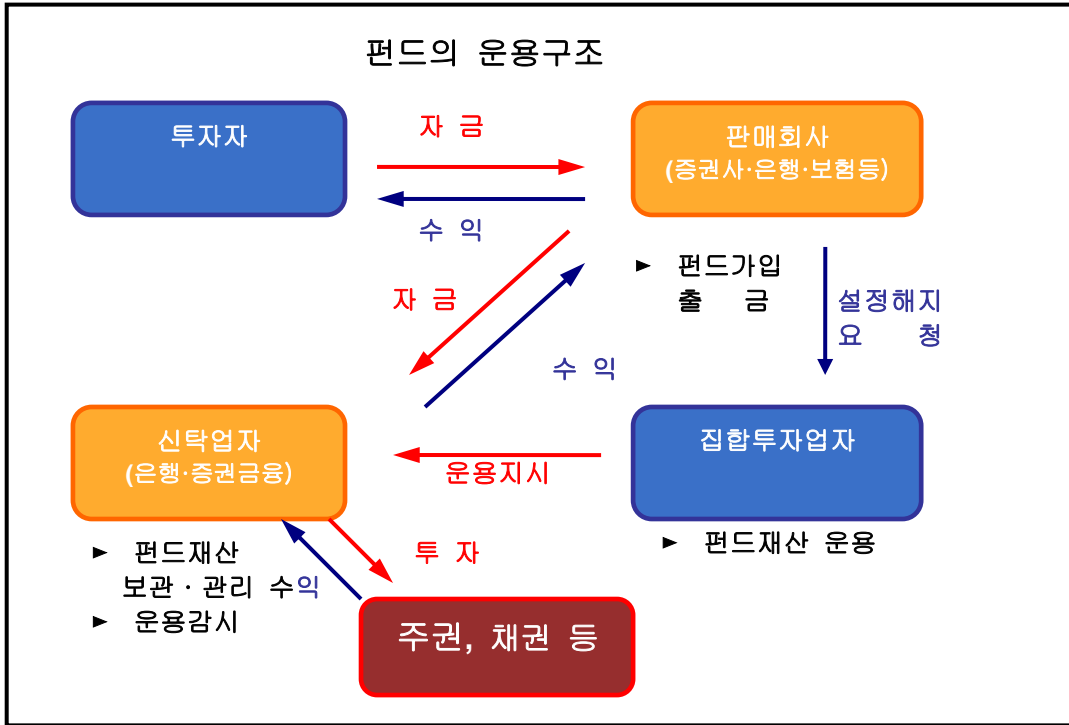 펀드의 운용구조
투자자
자 금
판매회사
(증권사·은행·보험등)
수 익
► 펀드가입
출 금
설정해지
요 청
자 금
수 익
신탁업자
(은행·증권금융)
운용지시
집합투자업자
► 펀드재산 운용
► 펀드재산
보관 · 관리 수익
► 운용감시
투 자
주권, 채권 등